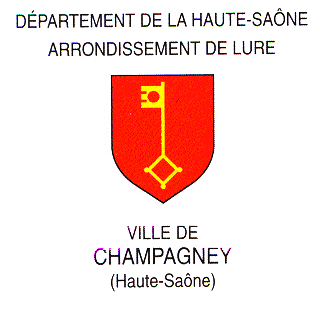 DÉPARTEMENT DE LA HAUTE-SAÔNE
ARRONDISSEMENT DE LURE
VILLE DE
CHAMPAGNEY
(Haute-Saône)